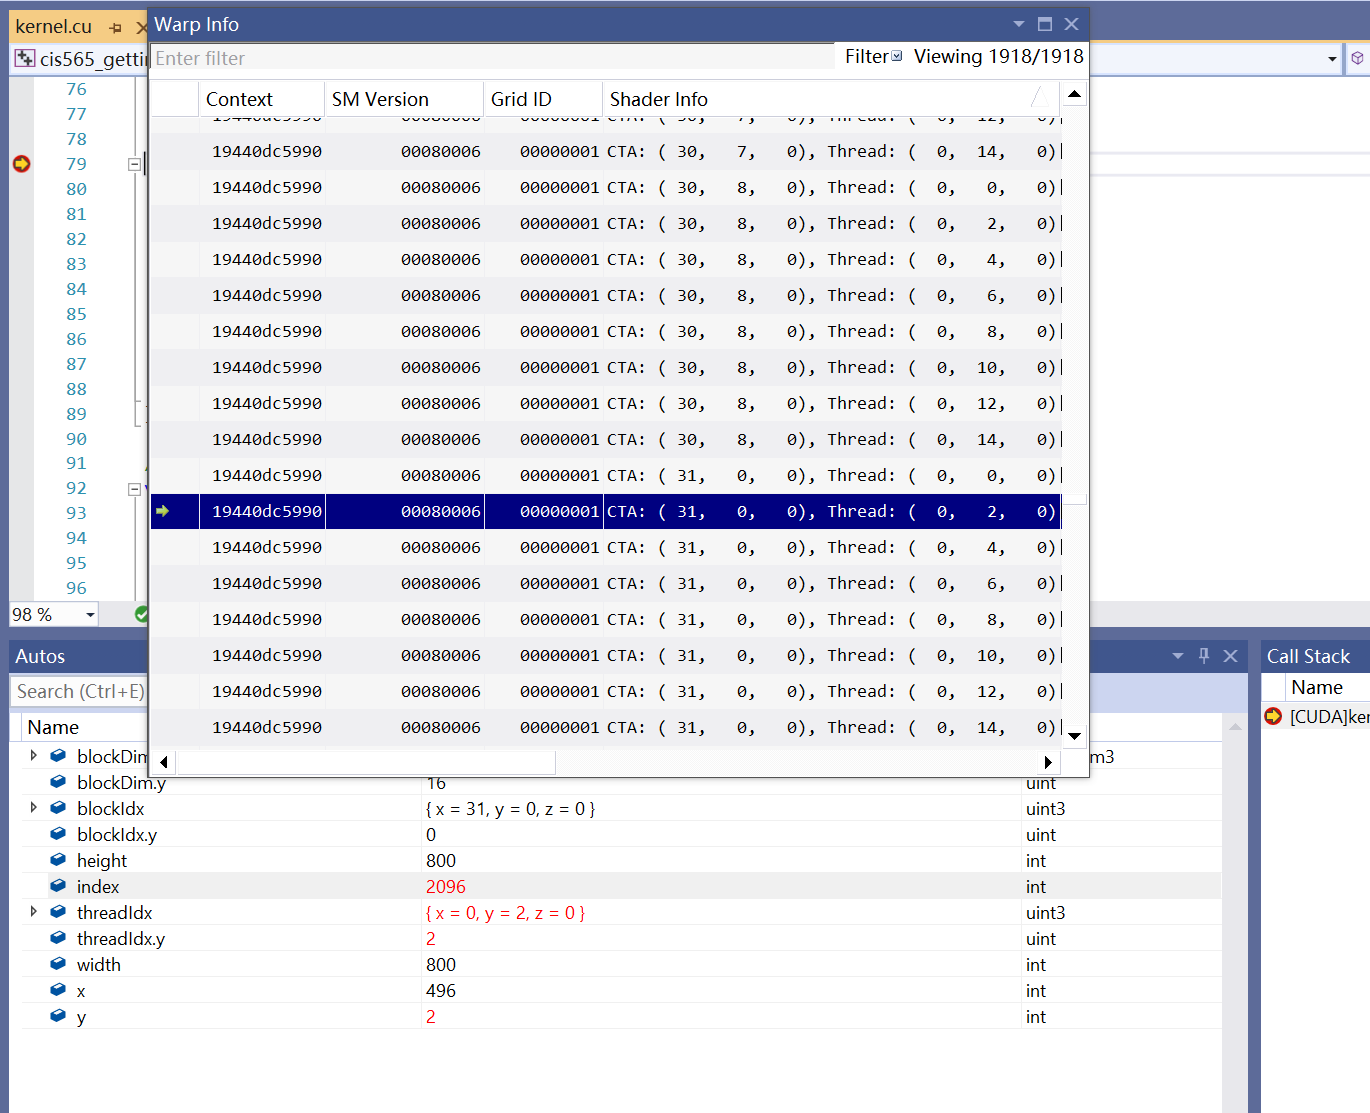 kernel.cu
Warp Info
cis565_gettin
Enter filter
Filter Viewing 1918/1918
Context SM Version Grid ID Shader Info
19440dc5990 00080006 00000001 CTA: ( 30, 7, 0), Thread: ( 0, 12, 0)
19440dc5990 00080006 00000001 CTA: ( 30, 7, 0), Thread: ( 0, 14, 0)
19440dc5990 00080006 00000001 CTA: ( 30, 8, 0), Thread: ( 0, 0, 0)
19440dc5990 00080006 00000001 CTA: ( 30, 8, 0), Thread: ( 0, 2, 0)
19440dc5990 00080006 00000001 CTA: ( 30, 8, 0), Thread: ( 0, 4, 0)
19440dc5990 00080006 00000001 CTA: ( 30, 8, 0), Thread: ( 0, 6, 0)
19440dc5990 00080006 00000001 CTA: ( 30, 8, 0), Thread: ( 0, 8, 0)
19440dc5990 00080006 00000001 CTA: ( 30, 8, 0), Thread: ( 0, 10, 0)
19440dc5990 00080006 00000001 CTA: ( 30, 8, 0), Thread: ( 0, 12, 0)
19440dc5990 00080006 00000001 CTA: ( 30, 8, 0), Thread: ( 0, 14, 0)
19440dc5990 00080006 00000001 CTA: ( 31, 0, 0), Thread: ( 0, 0, 0)
19440dc5990 00080006 00000001 CTA: ( 31, 0, 0), Thread: ( 0, 2, 0)
19440dc5990 00080006 00000001 CTA: ( 31, 0, 0), Thread: ( 0, 4, 0)
19440dc5990 00080006 00000001 CTA: ( 31, 0, 0), Thread: ( 0, 6, 0)
19440dc5990 00080006 00000001 CTA: ( 31, 0, 0), Thread: ( 0, 8, 0)
19440dc5990 00080006 00000001 CTA: ( 31, 0, 0), Thread: ( 0, 10, 0)
19440dc5990 00080006 00000001 CTA: ( 31, 0, 0), Thread: ( 0, 12, 0)
19440dc5990 00080006 00000001 CTA: ( 31, 0, 0), Thread: ( 0, 14, 0)
76
77
78
79
80
81
82
83
84
85
86
87
88
89
90
91
92
93
94
95
96
98 %
Autos
Search (Ctrl+E)
Name
blockDim m3
blockDim.y 16 uint
blockIdx { x = 31, y = 0, z = 0 } uint3
blockIdx.y 0 uint
height 800 int
index 2096 int
threadIdx { x = 0, y = 2, z = 0 } uint3
threadIdx.y 2 uint
width 800 int
x 496 int
y 2 int
Call Stack
Name
[CUDA]ker